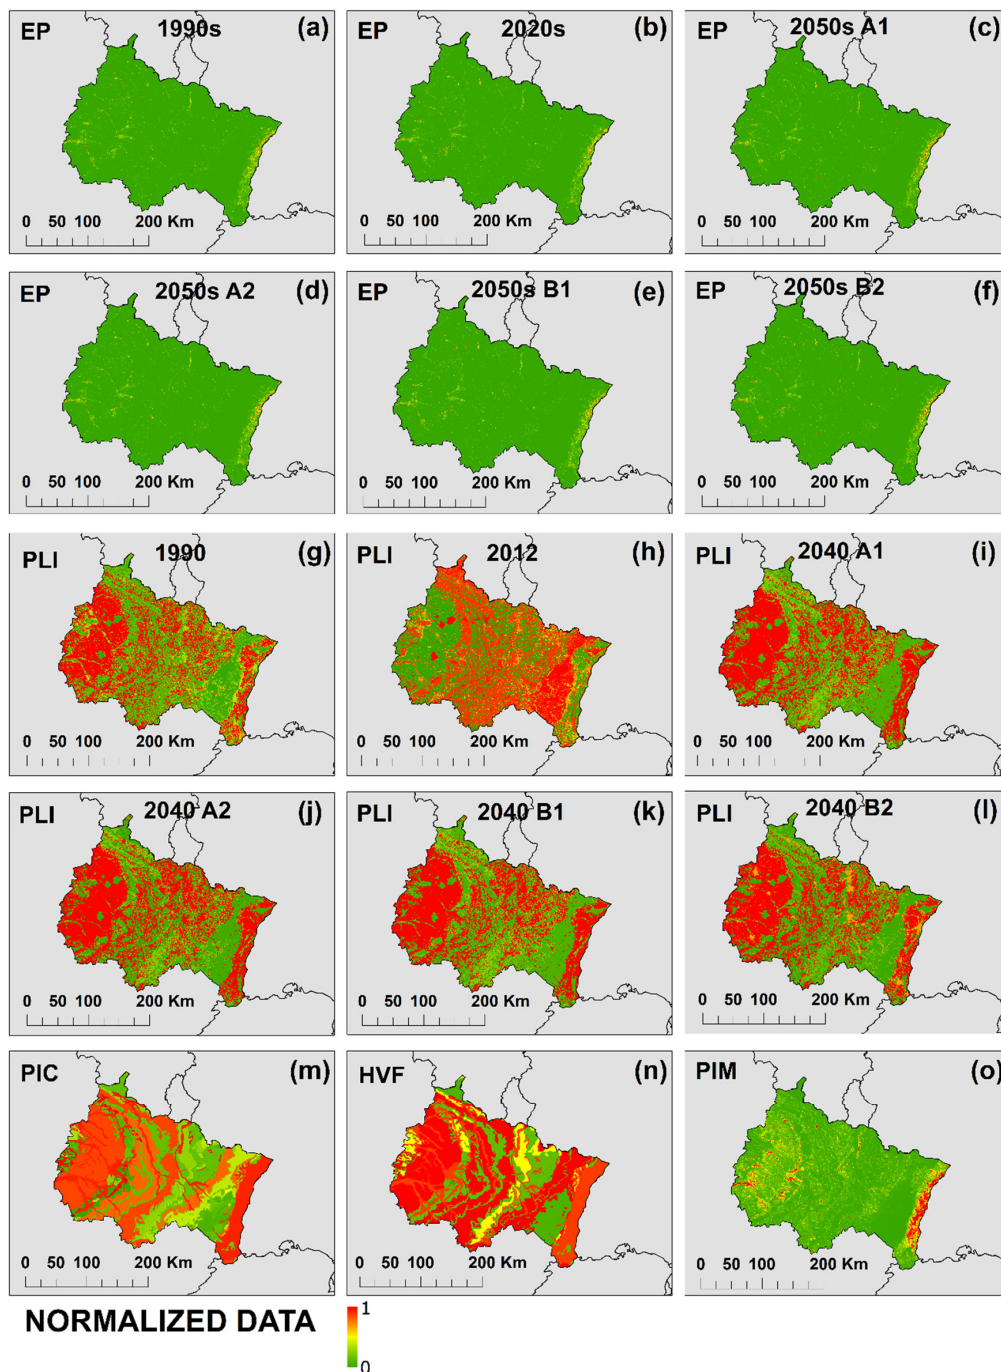 EP 1990s (a)
0 50 100 200 Km
EP 2020s (b)
0 50 100 200 Km
EP 2050s A1 (c)
0 50 100 200 Km
EP 2050s A2 (d)
0 50 100 200 Km
EP 2050s B1 (e)
0 50 100 200 Km
EP 2050s B2 (f)
0 50 100 200 Km
PLI 1990 (g)
0 50 100 200 Km
PLI 2012 (h)
0 50 100 200 Km
PLI 2040 A1 (i)
0 50 100 200 Km
PLI 2040 A2 (j)
0 50 100 200 Km
PLI 2040 B1 (k)
0 50 100 200 Km
PLI 2040 B2 (l)
0 50 100 200 Km
PIC (m)
0 50 100 200 Km
HVF (n)
0 50 100 200 Km
PIM (o)
0 50 100 200 Km
NORMALIZED DATA
1
0